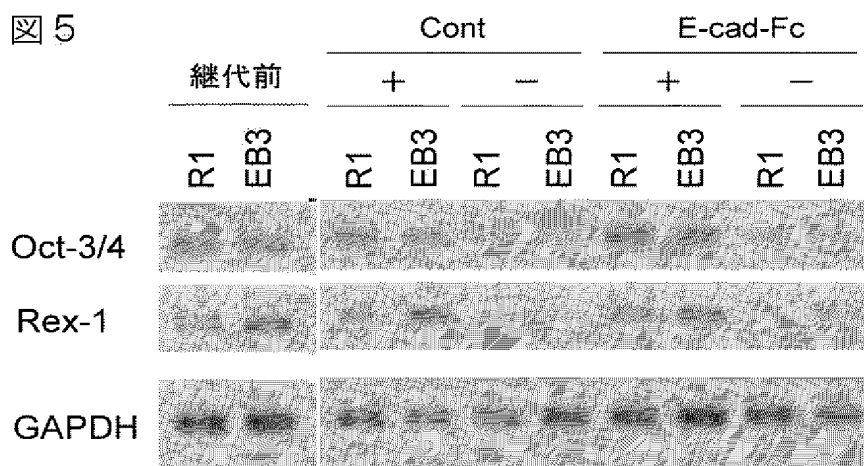 図5
Cont E-cad-Fc
継代前 + − + −
R1 EB3 R1 EB3 R1 EB3 R1 EB3 R1 EB3
Oct-3/4
Rex-1
GAPDH